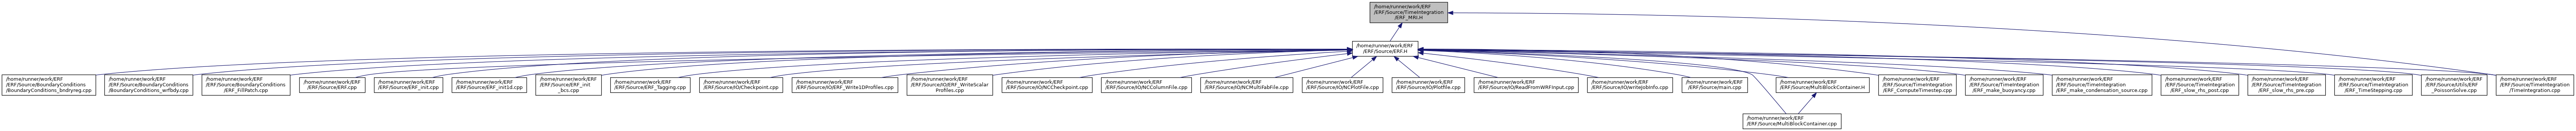 /home/runner/work/ERF
/ERF/Source/TimeIntegration
/ERF_MRI.H
/home/runner/work/ERF
/ERF/Source/ERF.H
/home/runner/work/ERF
/ERF/Source/BoundaryConditions
/BoundaryConditions_bndryreg.cpp
/home/runner/work/ERF
/ERF/Source/BoundaryConditions
/BoundaryConditions_wrfbdy.cpp
/home/runner/work/ERF
/ERF/Source/BoundaryConditions
/ERF_FillPatch.cpp
/home/runner/work/ERF
/ERF/Source/ERF.cpp
/home/runner/work/ERF
/ERF/Source/ERF_init.cpp
/home/runner/work/ERF
/ERF/Source/ERF_init1d.cpp
/home/runner/work/ERF
/ERF/Source/ERF_init
_bcs.cpp
/home/runner/work/ERF
/ERF/Source/ERF_Tagging.cpp
/home/runner/work/ERF
/ERF/Source/IO/Checkpoint.cpp
/home/runner/work/ERF
/ERF/Source/IO/ERF_Write1DProfiles.cpp
/home/runner/work/ERF
/ERF/Source/IO/ERF_WriteScalar
Profiles.cpp
/home/runner/work/ERF
/ERF/Source/IO/NCCheckpoint.cpp
/home/runner/work/ERF
/ERF/Source/IO/NCColumnFile.cpp
/home/runner/work/ERF
/ERF/Source/IO/NCMultiFabFile.cpp
/home/runner/work/ERF
/ERF/Source/IO/NCPlotFile.cpp
/home/runner/work/ERF
/ERF/Source/IO/Plotfile.cpp
/home/runner/work/ERF
/ERF/Source/IO/ReadFromWRFInput.cpp
/home/runner/work/ERF
/ERF/Source/IO/writeJobInfo.cpp
/home/runner/work/ERF
/ERF/Source/main.cpp
/home/runner/work/ERF
/ERF/Source/MultiBlockContainer.H
/home/runner/work/ERF
/ERF/Source/TimeIntegration
/ERF_ComputeTimestep.cpp
/home/runner/work/ERF
/ERF/Source/TimeIntegration
/ERF_make_buoyancy.cpp
/home/runner/work/ERF
/ERF/Source/TimeIntegration
/ERF_make_condensation_source.cpp
/home/runner/work/ERF
/ERF/Source/TimeIntegration
/ERF_slow_rhs_post.cpp
/home/runner/work/ERF
/ERF/Source/TimeIntegration
/ERF_slow_rhs_pre.cpp
/home/runner/work/ERF
/ERF/Source/TimeIntegration
/ERF_TimeStepping.cpp
/home/runner/work/ERF
/ERF/Source/Utils/ERF
_PoissonSolve.cpp
/home/runner/work/ERF
/ERF/Source/TimeIntegration
/TimeIntegration.cpp
/home/runner/work/ERF
/ERF/Source/MultiBlockContainer.cpp